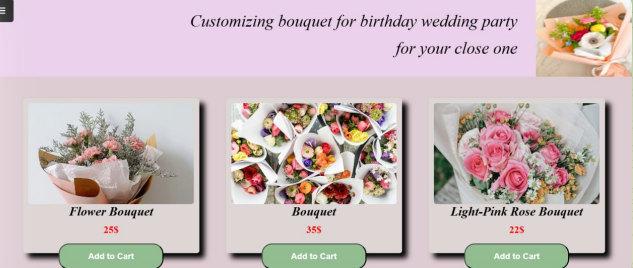 Customizing bouquet for birthday wedding party
for your close one
Flower Bouquet
25$
Add to Cart
Bouquet
35$
Add to Cart
Light-Pink Rose Bouquet
22$
Add to Cart